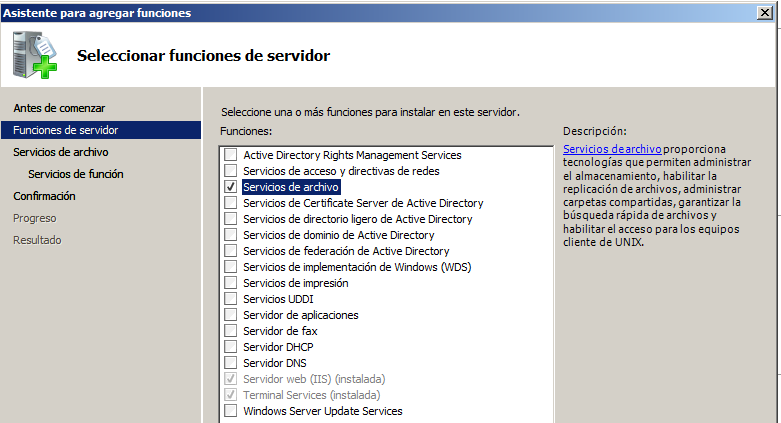 Asistente para agregar funciones
Seleccionar funciones de servidor
Antes de comenzar
Funciones de servidor
Servicios de archivo
Servicios de función
Confirmación
Progreso
Resultado
Seleccione una o más funciones para instalar en este servidor.
Funciones:
Active Directory Rights Management Services
Servicios de acceso y directivas de redes
Servicios de archivo
Servicios de Certificate Server de Active Directory
Servicios de directorio ligero de Active Directory
Servicios de dominio de Active Directory
Servicios de federación de Active Directory
Servicios de implementación de Windows (WDS)
Servicios de impresión
Servicios UDDI
Servidor de aplicaciones
Servidor de fax
Servidor DHCP
Servidor DNS
Servidor web (IIS) (instalada)
Terminal Services (instalada)
Windows Server Update Services
Descripción:
Servicios de archivo proporciona
tecnologías que permiten administrar
el almacenamiento, habilitar la
replicación de archivos, administrar
carpetas compartidas, garantizar la
búsqueda rápida de archivos y
habilitar el acceso para los equipos
cliente de UNIX.